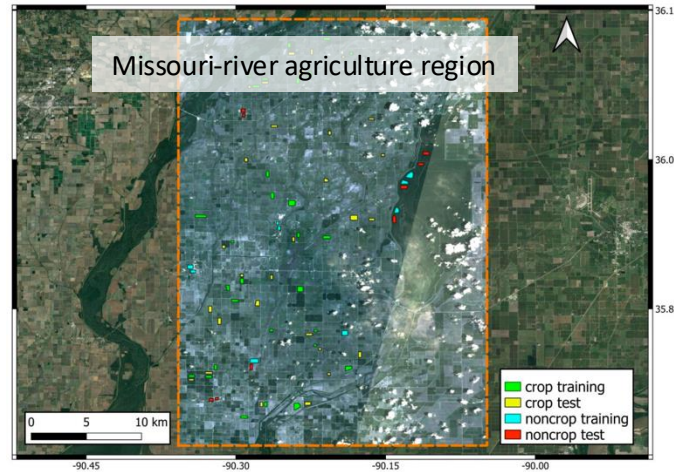 Missouri-river agriculture region
36.1
36.0
35.8
crop training
crop test
noncrop training
noncrop test
0 5 10 km
-90.45 -90.30 -90.15 -90.00